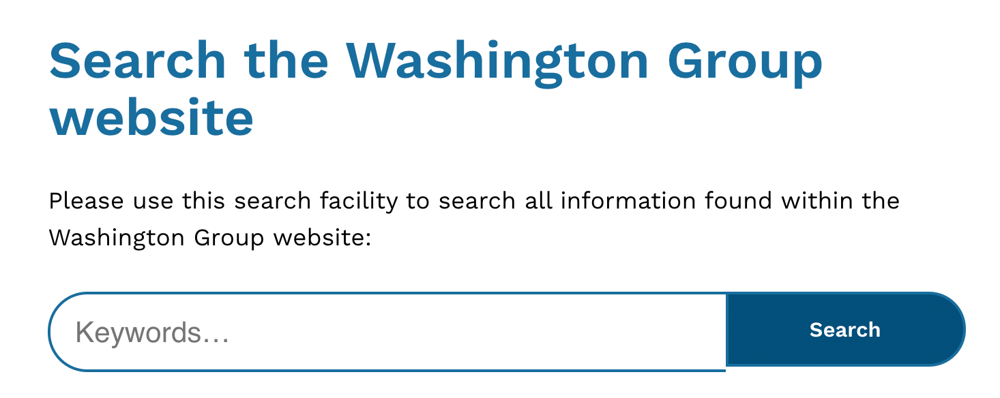 Search the Washington Group
website
Please use this search facility to search all information found within the
Washington Group website:
Keywords…
Search